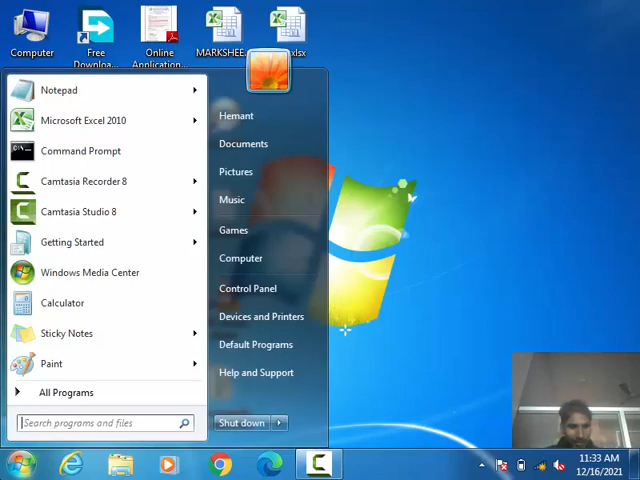 Computer
Free
Downloa...
Online
Application...
MARKSHEE...
.xlsx
Notepad
Microsoft Excel 2010
Command Prompt
Camtasia Recorder 8
Camtasia Studio 8
Getting Started
Windows Media Center
Calculator
Sticky Notes
Paint
All Programs
Search programs and files
Hemant
Documents
Pictures
Music
Games
Computer
Control Panel
Devices and Printers
Default Programs
Help and Support
Shut down
11:33 AM
12/16/2021